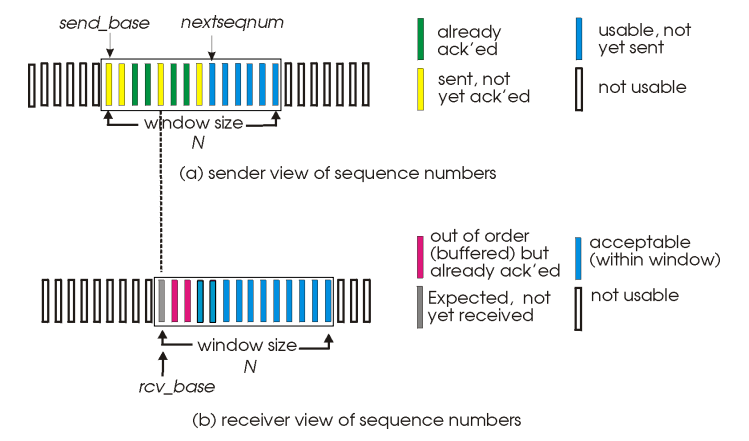 send_base
nextseqnum
already
ack'ed
usable, not
yet sent
sent, not
yet ack'ed
not usable
window size
N
(a) sender view of sequence numbers
out of order
(buffered) but
already ack'ed
acceptable
(within window)
Expected, not
yet received
not usable
window size
N
rcv_base
(b) receiver view of sequence numbers